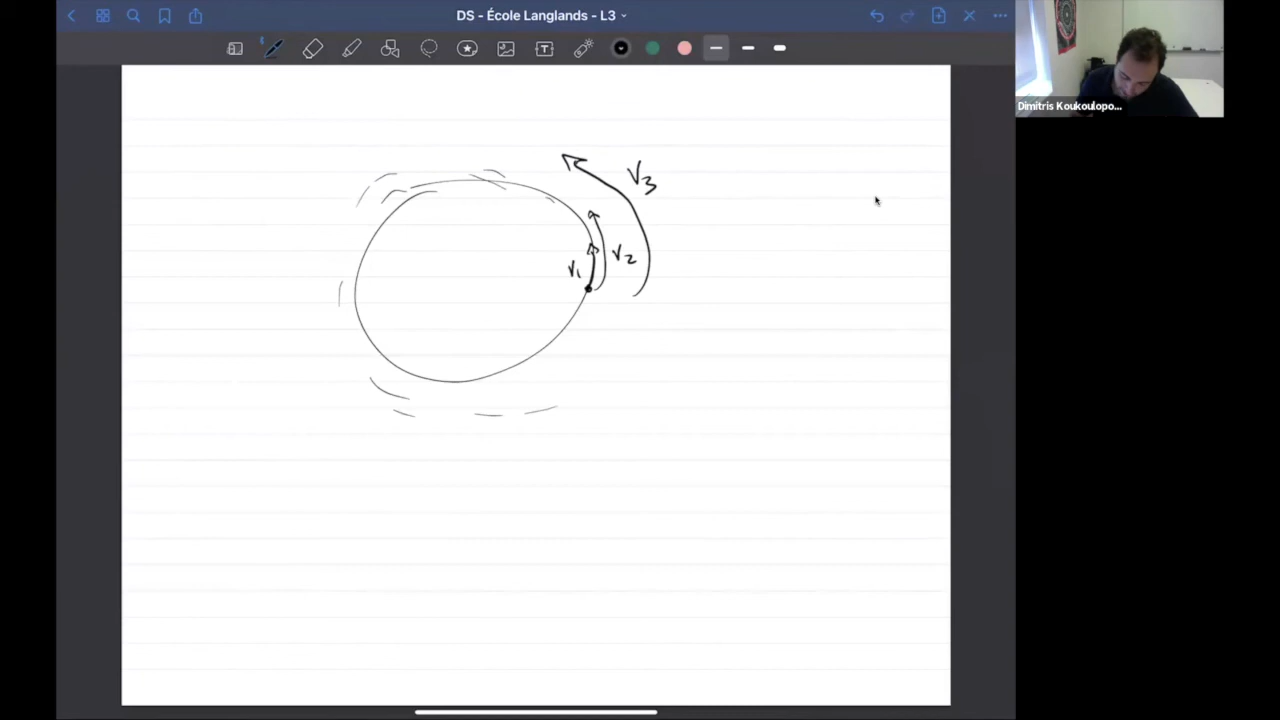 DS - École Langlands - L3
Dimitris Koukoulopo...
V3
V2
V1